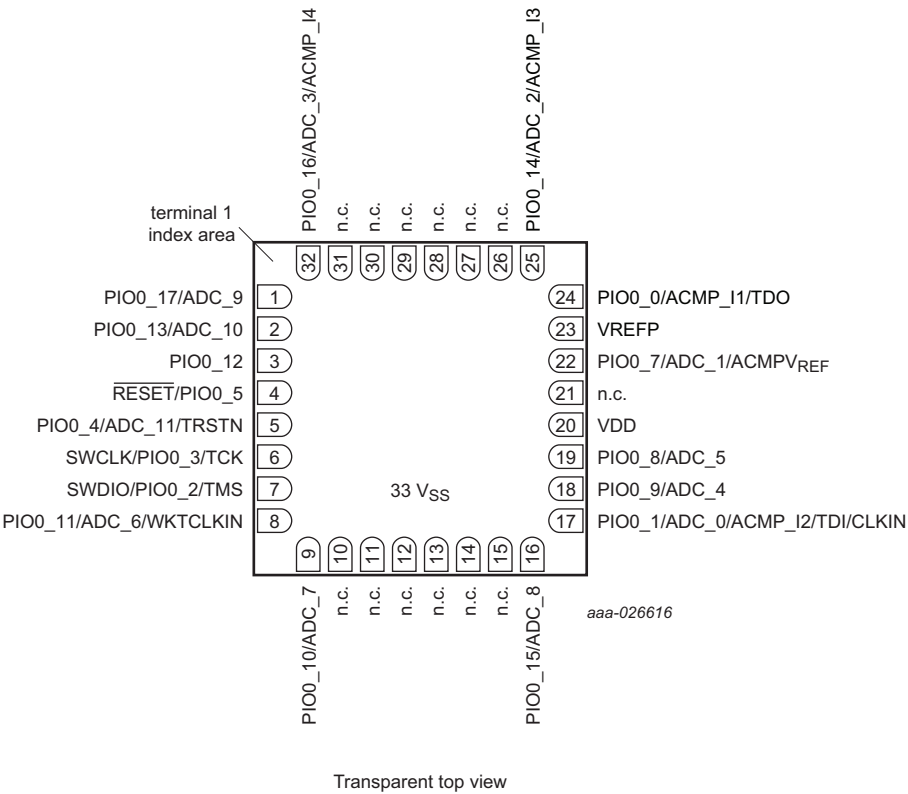 PIO0_16/ADC_3/ACMP_I4
n.c.
n.c.
n.c.
n.c.
n.c.
n.c.
PIO0_14/ADC_2/ACMP_I3
terminal 1
index area
32
31
30
29
28
27
26
25
PIO0_17/ADC_9 1
PIO0_13/ADC_10 2
PIO0_12 3
RESET/PIO0_5 4
PIO0_4/ADC_11/TRSTN 5
SWCLK/PIO0_3/TCK 6
SWDIO/PIO0_2/TMS 7
PIO0_11/ADC_6/WKTCLKIN 8
24 PIO0_0/ACMP_I1/TDO
23 VREFP
22 PIO0_7/ADC_1/ACMPVREF
21 n.c.
20 VDD
19 PIO0_8/ADC_5
18 PIO0_9/ADC_4
17 PIO0_1/ADC_0/ACMP_I2/TDI/CLKIN
33 VSS
9
10
11
12
13
14
15
16
PIO0_10/ADC_7
n.c.
n.c.
n.c.
n.c.
n.c.
n.c.
PIO0_15/ADC_8
aaa-026616
Transparent top view